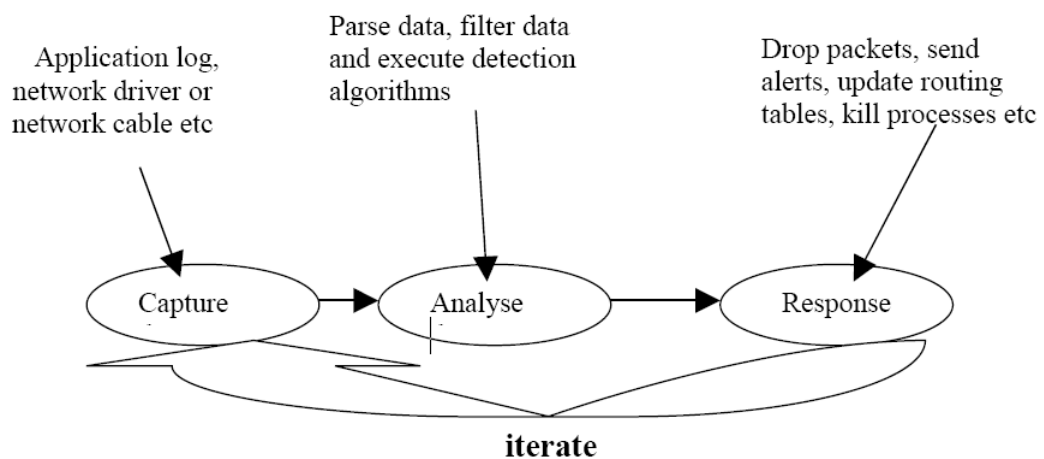 Application log,
network driver or
network cable etc
Parse data, filter data
and execute detection
algorithms
Drop packets, send
alerts, update routing
tables, kill processes etc
Capture
Analyse
Response
iterate